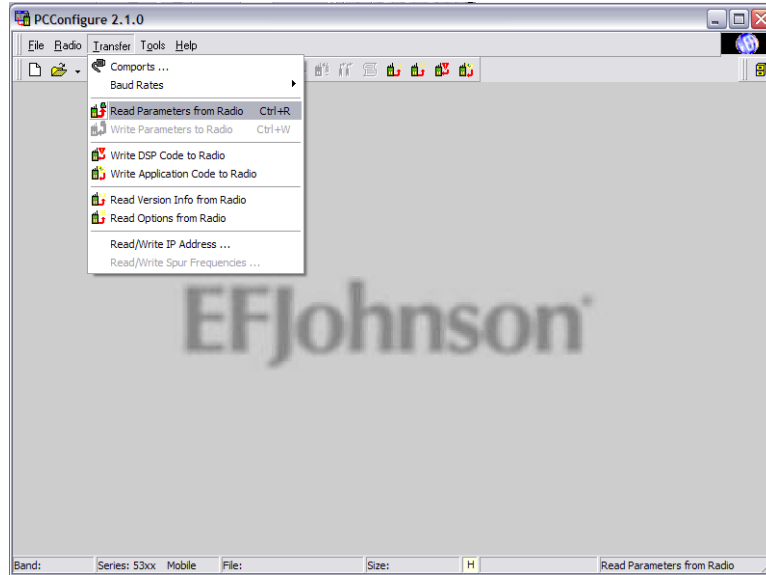 PCConfigure 2.1.0
File Radio Transfer Tools Help
Comports ...
Baud Rates
Read Parameters from Radio Ctrl+R
Write Parameters to Radio Ctrl+W
Write DSP Code to Radio
Write Application Code to Radio
Read Version Info from Radio
Read Options from Radio
Read/Write IP Address ...
Read/Write Spur Frequencies ...
EFJohnson
Band: Series: 53xx Mobile File: Size: H Read Parameters from Radio